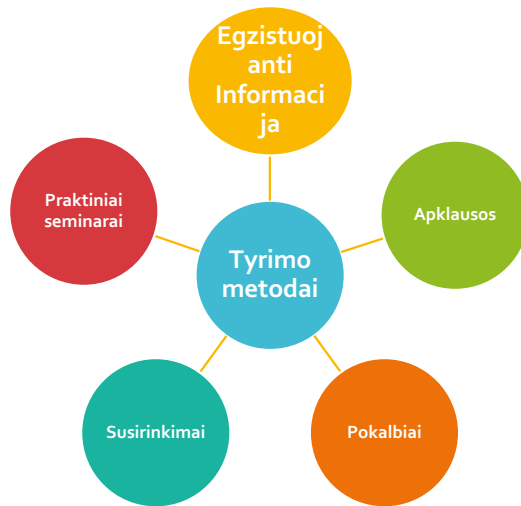 Egzistuoj
anti
Informaci
ja
Praktiniai
seminarai
Apklausos
Tyrimo
metodai
Susirinkimai
Pokalbiai